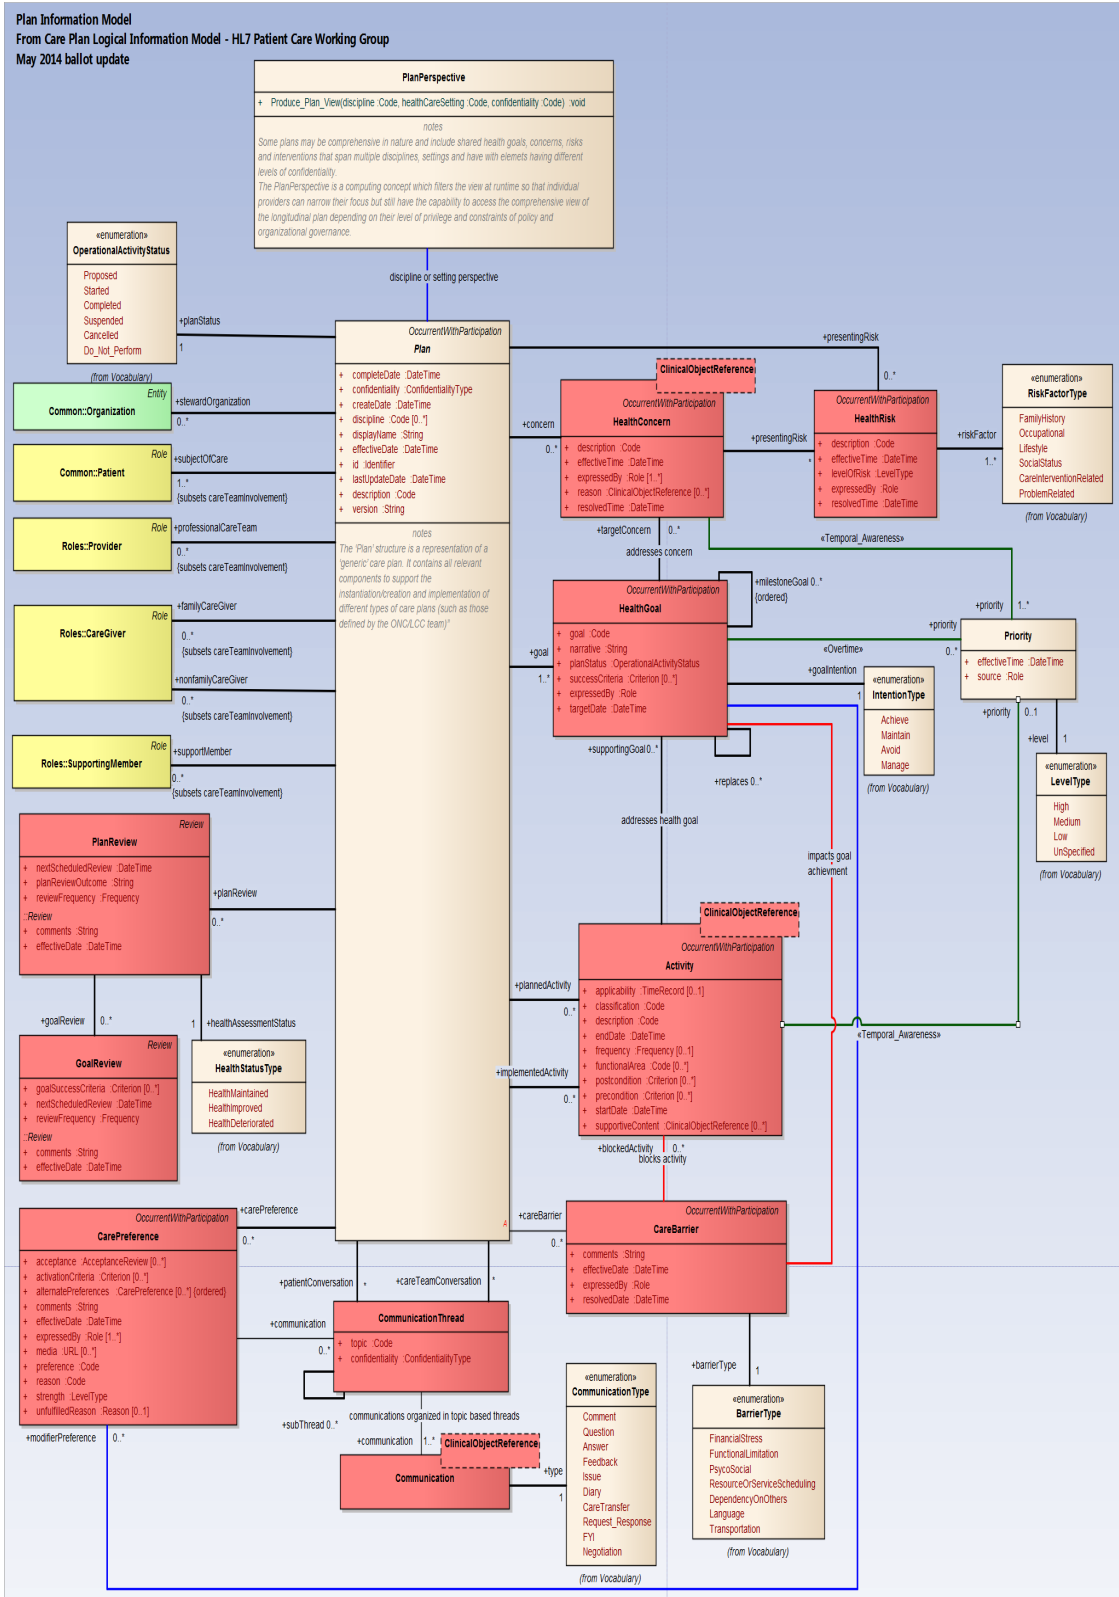 Plan Information Model
From Care Plan Logical Information Model - HL7 Patient Care Working Group
May 2014 ballot update
PlanPerspective
+ Produce_Plan_View(discipline :Code, healthCareSetting :Code, confidentiality :Code) :void
notes
Some plans may be comprehensive in nature and include shared health goals, concerns, risks
and interventions that span multiple disciplines, settings and have with elemets having different
levels of confidentiality.
The PlanPerspective is a computing concept which filters the view at runtime so that individual
providers can narrow their focus but still have the capability to access the comprehensive view of
the longitudinal plan depending on their level of privilege and constraints of policy and
organizational governance.
discipline or setting perspective
«enumeration»
OperationalActivityStatus
Proposed
Started
Completed
Suspended
Cancelled
Do_Not_Perform
(from Vocabulary)
+planStatus
1
Entity
Common::Organization
+stewardOrganization
0..*
Role
Common::Patient
+subjectOfCare
1..*
{subsets careTeamInvolvement}
Role
Roles::Provider
+professionalCareTeam
0..*
{subsets careTeamInvolvement}
Role
Roles::CareGiver
+familyCareGiver
0..*
{subsets careTeamInvolvement}
+nonfamilyCareGiver
0..*
{subsets careTeamInvolvement}
Role
Roles::SupportingMember
+supportMember
0..*
{subsets careTeamInvolvement}
OccurrentWithParticipation
Plan
+ completeDate :DateTime
+ confidentiality :ConfidentialityType
+ createDate :DateTime
+ discipline :Code [0..*]
+ displayName :String
+ effectiveDate :DateTime
+ id :Identifier
+ lastUpdateDate :DateTime
+ description :Code
+ version :String
notes
The 'Plan' structure is a representation of a
'generic' care plan. It contains all relevant
components to support the
instantiation/creation and implementation of
different types of care plans (such as those
defined by the ONC/LCC team)"
A
+presentingRisk
0..*
ClinicalObjectReference
OccurrentWithParticipation
HealthConcern
+ description :Code
+ effectiveTime :DateTime
+ expressedBy :Role [1..*]
+ reason :ClinicalObjectReference [0..*]
+ resolvedTime :DateTime
+concern
0..*
+presentingRisk
*
OccurrentWithParticipation
HealthRisk
+ description :Code
+ effectiveTime :DateTime
+ levelOfRisk :LevelType
+ expressedBy :Role
+ resolvedTime :DateTime
+riskFactor
1..*
«enumeration»
RiskFactorType
FamilyHistory
Occupational
Lifestyle
SocialStatus
CareInterventionRelated
ProblemRelated
(from Vocabulary)
+targetConcern
0..*
addresses concern
«Temporal_Awareness»
OccurrentWithParticipation
HealthGoal
+ goal :Code
+ narrative :String
+ planStatus :OperationalActivityStatus
+ successCriteria :Criterion [0..*]
+ expressedBy :Role
+ targetDate :DateTime
+goal
1..*
+milestoneGoal 0..*
{ordered}
+priority
1..*
+priority
0..*
«Overtime»
Priority
+ effectiveTime :DateTime
+ source :Role
+priority
0..1
+level
1
+goalIntention
1
«enumeration»
IntentionType
Achieve
Maintain
Avoid
Manage
(from Vocabulary)
«enumeration»
LevelType
High
Medium
Low
UnSpecified
(from Vocabulary)
+supportingGoal 0..*
+replaces 0..*
addresses health goal
impacts goal
achievment
Review
PlanReview
+ nextScheduledReview :DateTime
+ planReviewOutcome :String
+ reviewFrequency :Frequency
::Review
+ comments :String
+ effectiveDate :DateTime
+planReview
0..*
+goalReview
0..*
1
+healthAssessmentStatus
Review
GoalReview
+ goalSuccessCriteria :Criterion [0..*]
+ nextScheduledReview :DateTime
+ reviewFrequency :Frequency
::Review
+ comments :String
+ effectiveDate :DateTime
«enumeration»
HealthStatusType
HealthMaintained
HealthImproved
HealthDeteriorated
(from Vocabulary)
ClinicalObjectReference
OccurrentWithParticipation
Activity
+ applicability :TimeRecord [0..1]
+ classification :Code
+ description :Code
+ endDate :DateTime
+ frequency :Frequency [0..1]
+ functionalArea :Code [0..*]
+ postcondition :Criterion [0..*]
+ precondition :Criterion [0..*]
+ startDate :DateTime
+ supportiveContent :ClinicalObjectReference [0..*]
+plannedActivity
0..*
+implementedActivity
0..*
«Temporal_Awareness»
+blockedActivity
0..*
blocks activity
OccurrentWithParticipation
CareBarrier
+ comments :String
+ effectiveDate :DateTime
+ expressedBy :Role
+ resolvedDate :DateTime
+careBarrier
0..*
+barrierType
1
«enumeration»
BarrierType
FinancialStress
FunctionalLimitation
PsycoSocial
ResourceOrServiceScheduling
DependencyOnOthers
Language
Transportation
(from Vocabulary)
OccurrentWithParticipation
CarePreference
+ acceptance :AcceptanceReview [0..*]
+ activationCriteria :Criterion [0..*]
+ alternatePreferences :CarePreference [0..*] {ordered}
+ comments :String
+ effectiveDate :DateTime
+ expressedBy :Role [1..*]
+ media :URL [0..*]
+ preference :Code
+ reason :Code
+ strength :LevelType
+ unfulfilledReason :Reason [0..1]
+carePreference
0..*
+modifierPreference
0..*
+patientConversation
*
+careTeamConversation
*
+communication
0..*
CommunicationThread
+ topic :Code
+ confidentiality :ConfidentialityType
+subThread 0..*
communications organized in topic based threads
+communication
1..*
ClinicalObjectReference
Communication
+type
1
«enumeration»
CommunicationType
Comment
Question
Answer
Feedback
Issue
Diary
CareTransfer
Request_Response
FYI
Negotiation
(from Vocabulary)